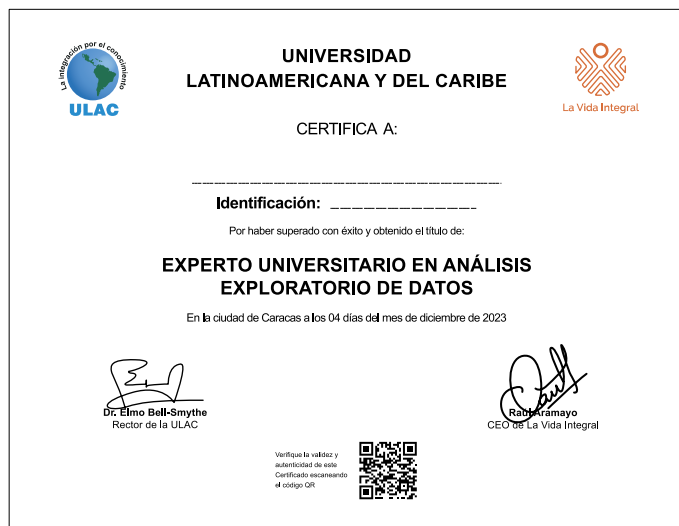 La integración por el conocimiento
ULAC
UNIVERSIDAD
LATINOAMERICANA Y DEL CARIBE
La Vida Integral
CERTIFICA A:
Identificación:
Por haber superado con éxito y obtenido el título de:
EXPERTO UNIVERSITARIO EN ANÁLISIS
EXPLORATORIO DE DATOS
En la ciudad de Caracas a los 04 días del mes de diciembre de 2023
Dr. Elmo Bell-Smythe
Rector de la ULAC
Raúl Aramayo
CEO de La Vida Integral
Verifique la validez y
autenticidad de este
Certificado escaneando
el código QR